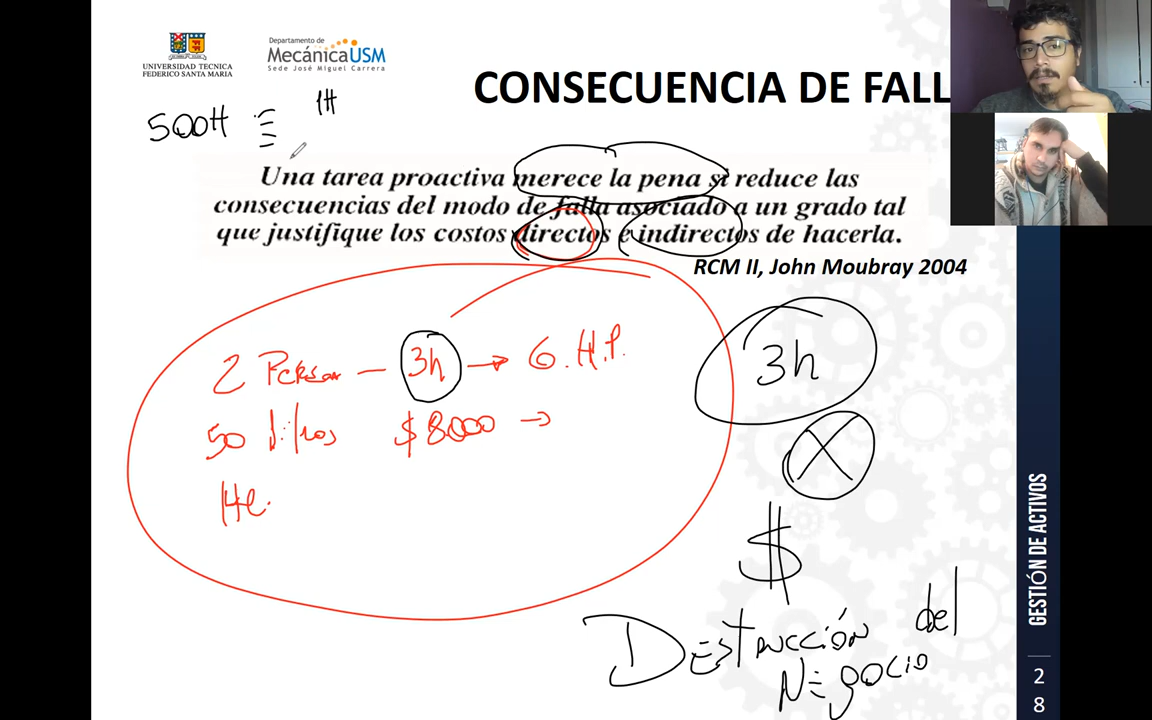 UNIVERSIDAD TECNICA
FEDERICO SANTA MARIA
Departamento de
MecánicaUSM
Sede José Miguel Carrera
CONSECUENCIA DE FALL
500H ≡ 1H
Una tarea proactiva merece la pena si reduce las
consecuencias del modo de falla asociado a un grado tal
que justifique los costos directos e indirectos de hacerla.
RCM II, John Moubray 2004
2 Person — 3h → 6.H.P.
50 litros $8000 →
3h
X
$
Destrucción del
Negocio
GESTIÓN DE ACTIVOS
2
8